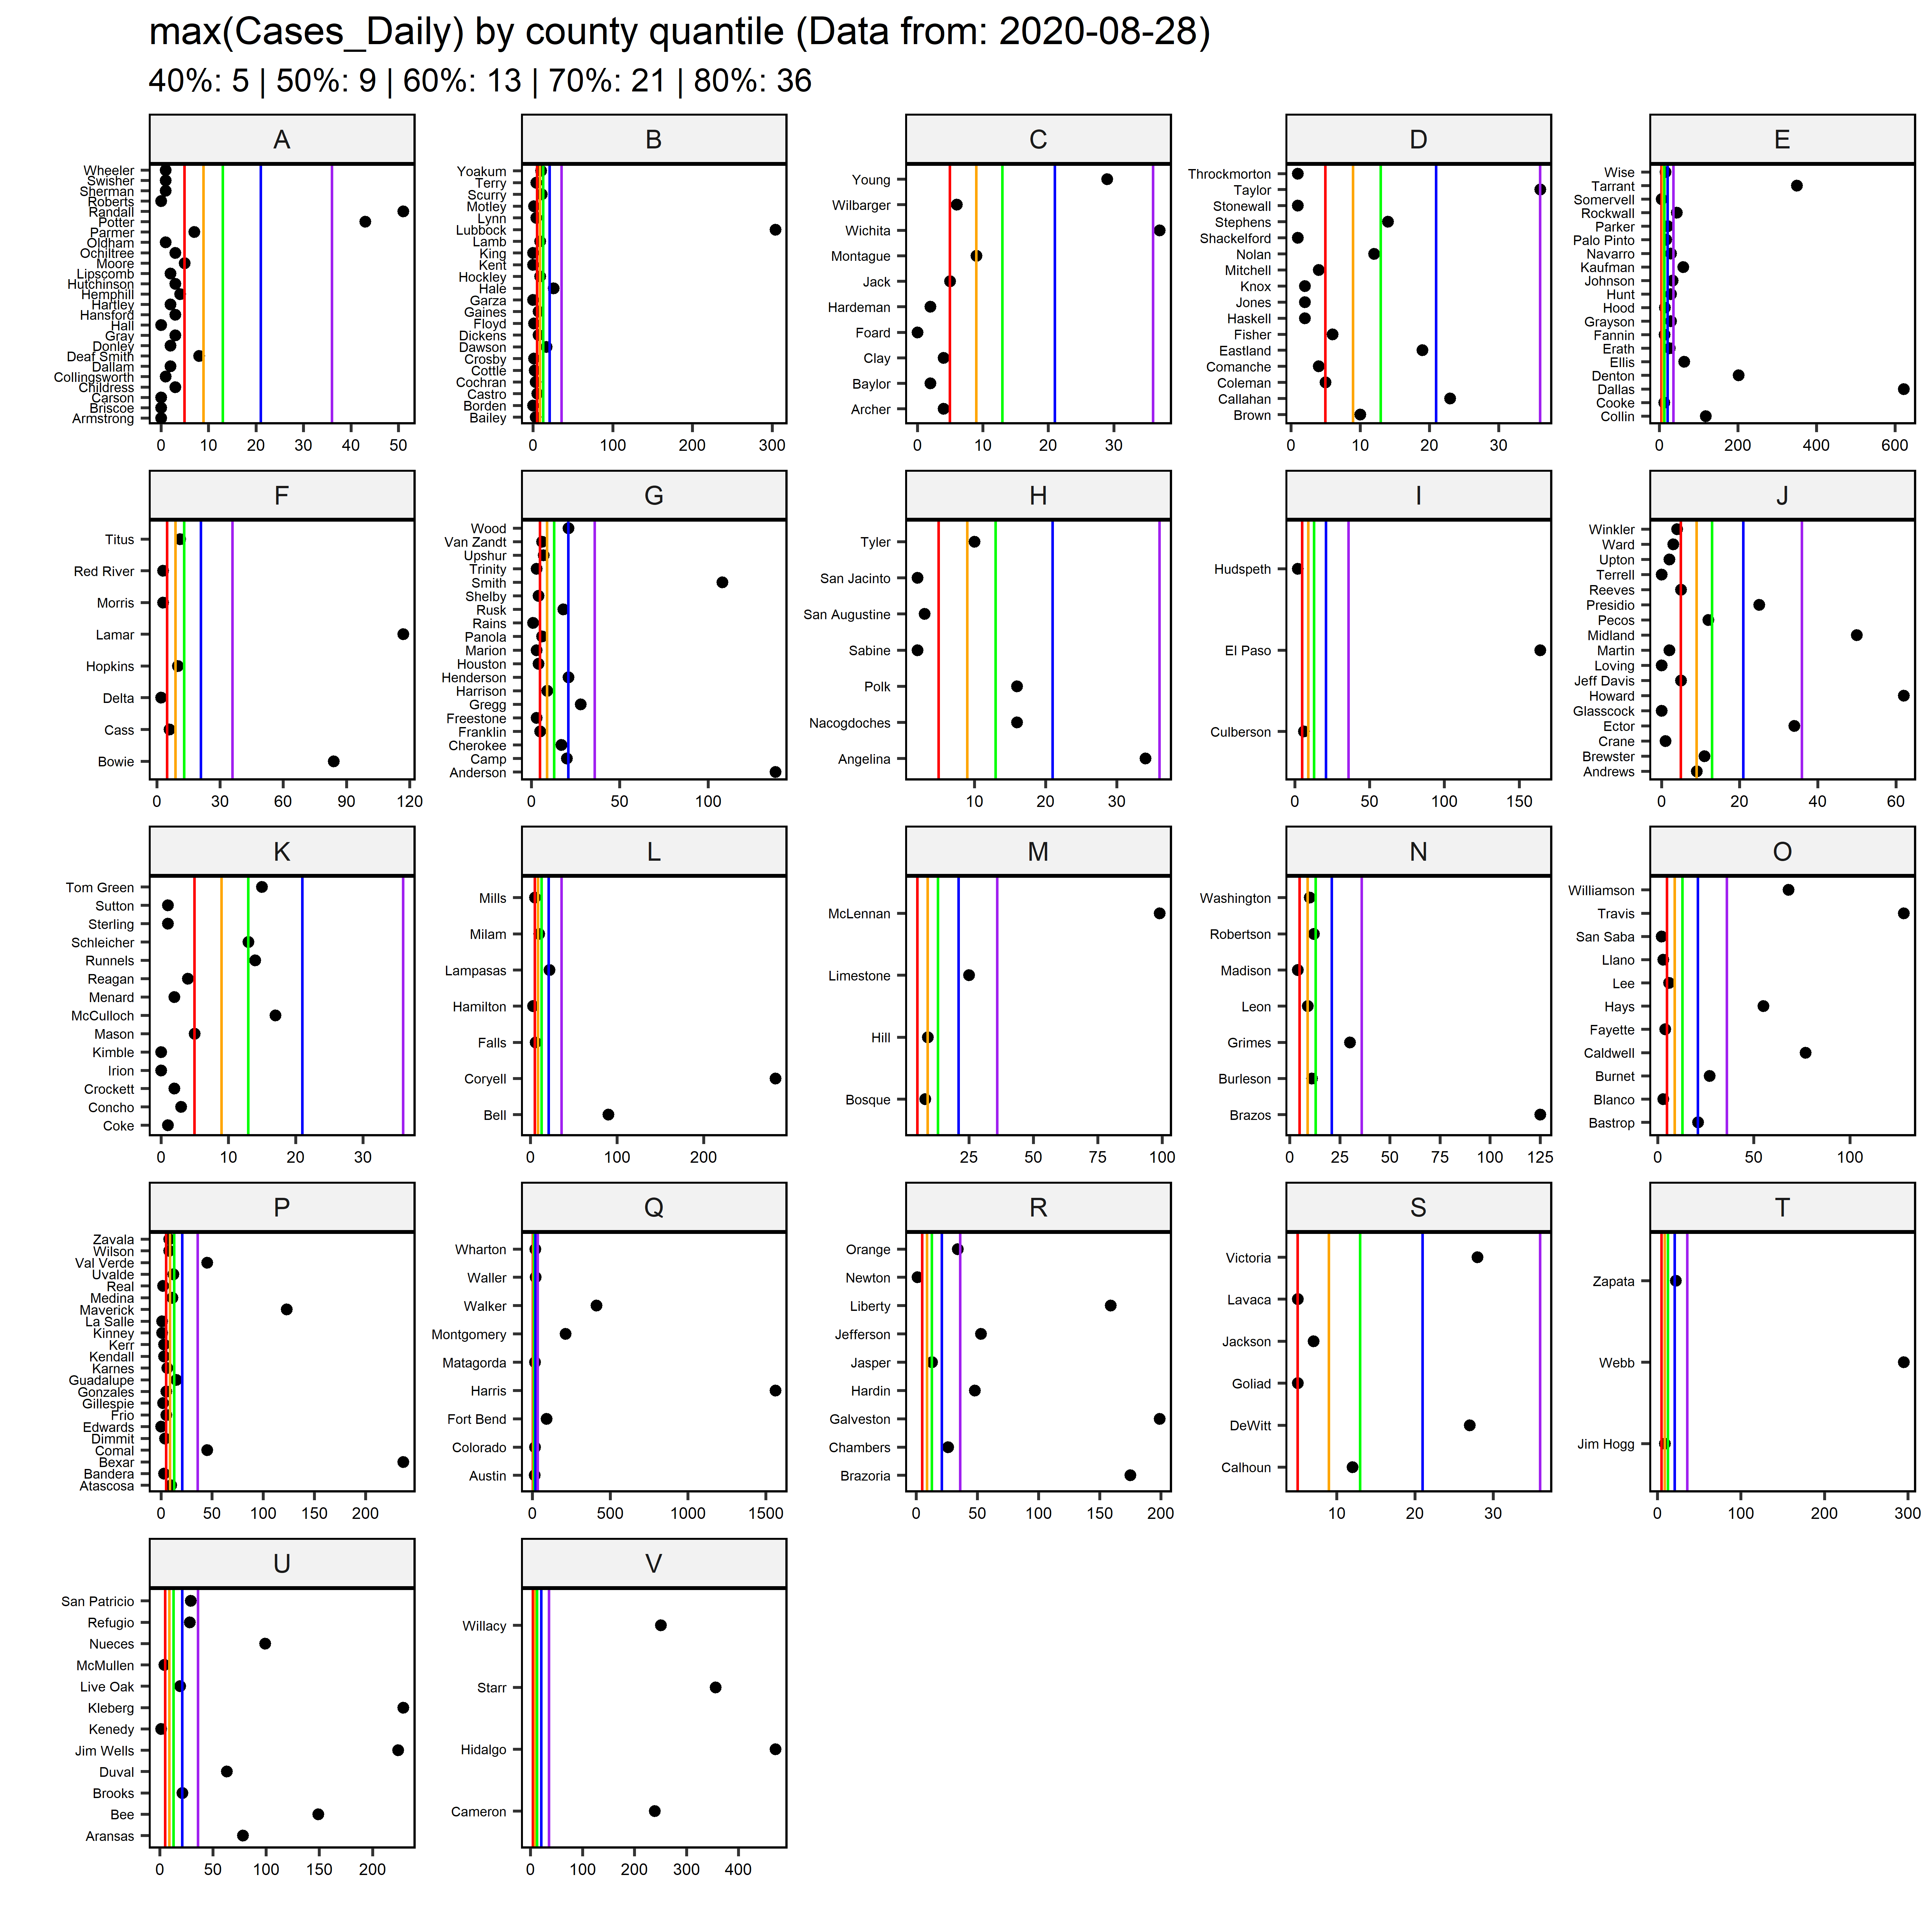 max(Cases_Daily) by county quantile (Data from: 2020-08-28)
40%: 5 | 50%: 9 | 60%: 13 | 70%: 21 | 80%: 36
A
Wheeler
Swisher
Sherman
Roberts
Randall
Potter
Parmer
Oldham
Ochiltree
Moore
Lipscomb
Hutchinson
Hemphill
Hartley
Hansford
Hall
Gray
Donley
Deaf Smith
Dallam
Collingsworth
Childress
Carson
Briscoe
Armstrong
0 10 20 30 40 50
B
Yoakum
Terry
Scurry
Motley
Lynn
Lubbock
Lamb
King
Kent
Hockley
Hale
Garza
Gaines
Floyd
Dickens
Dawson
Crosby
Cottle
Cochran
Castro
Borden
Bailey
0 100 200 300
C
Young
Wilbarger
Wichita
Montague
Jack
Hardeman
Foard
Clay
Baylor
Archer
0 10 20 30
D
Throckmorton
Taylor
Stonewall
Stephens
Shackelford
Nolan
Mitchell
Knox
Jones
Haskell
Fisher
Eastland
Comanche
Coleman
Callahan
Brown
0 10 20 30
E
Wise
Tarrant
Somervell
Rockwall
Parker
Palo Pinto
Navarro
Kaufman
Johnson
Hunt
Hood
Grayson
Fannin
Erath
Ellis
Denton
Dallas
Cooke
Collin
0 200 400 600
F
Titus
Red River
Morris
Lamar
Hopkins
Delta
Cass
Bowie
0 30 60 90 120
G
Wood
Van Zandt
Upshur
Trinity
Smith
Shelby
Rusk
Rains
Panola
Marion
Houston
Henderson
Harrison
Gregg
Freestone
Franklin
Cherokee
Camp
Anderson
0 50 100
H
Tyler
San Jacinto
San Augustine
Sabine
Polk
Nacogdoches
Angelina
10 20 30
I
Hudspeth
El Paso
Culberson
0 50 100 150
J
Winkler
Ward
Upton
Terrell
Reeves
Presidio
Pecos
Midland
Martin
Loving
Jeff Davis
Howard
Glasscock
Ector
Crane
Brewster
Andrews
0 20 40 60
K
Tom Green
Sutton
Sterling
Schleicher
Runnels
Reagan
Menard
McCulloch
Mason
Kimble
Irion
Crockett
Concho
Coke
0 10 20 30
L
Mills
Milam
Lampasas
Hamilton
Falls
Coryell
Bell
0 100 200
M
McLennan
Limestone
Hill
Bosque
25 50 75 100
N
Washington
Robertson
Madison
Leon
Grimes
Burleson
Brazos
0 25 50 75 100 125
O
Williamson
Travis
San Saba
Llano
Lee
Hays
Fayette
Caldwell
Burnet
Blanco
Bastrop
0 50 100
P
Zavala
Wilson
Val Verde
Uvalde
Real
Medina
Maverick
La Salle
Kinney
Kerr
Kendall
Karnes
Guadalupe
Gonzales
Gillespie
Frio
Edwards
Dimmit
Comal
Bexar
Bandera
Atascosa
0 50 100 150 200
Q
Wharton
Waller
Walker
Montgomery
Matagorda
Harris
Fort Bend
Colorado
Austin
0 500 1000 1500
R
Orange
Newton
Liberty
Jefferson
Jasper
Hardin
Galveston
Chambers
Brazoria
0 50 100 150 200
S
Victoria
Lavaca
Jackson
Goliad
DeWitt
Calhoun
10 20 30
T
Zapata
Webb
Jim Hogg
0 100 200 300
U
San Patricio
Refugio
Nueces
McMullen
Live Oak
Kleberg
Kenedy
Jim Wells
Duval
Brooks
Bee
Aransas
0 50 100 150 200
V
Willacy
Starr
Hidalgo
Cameron
0 100 200 300 400